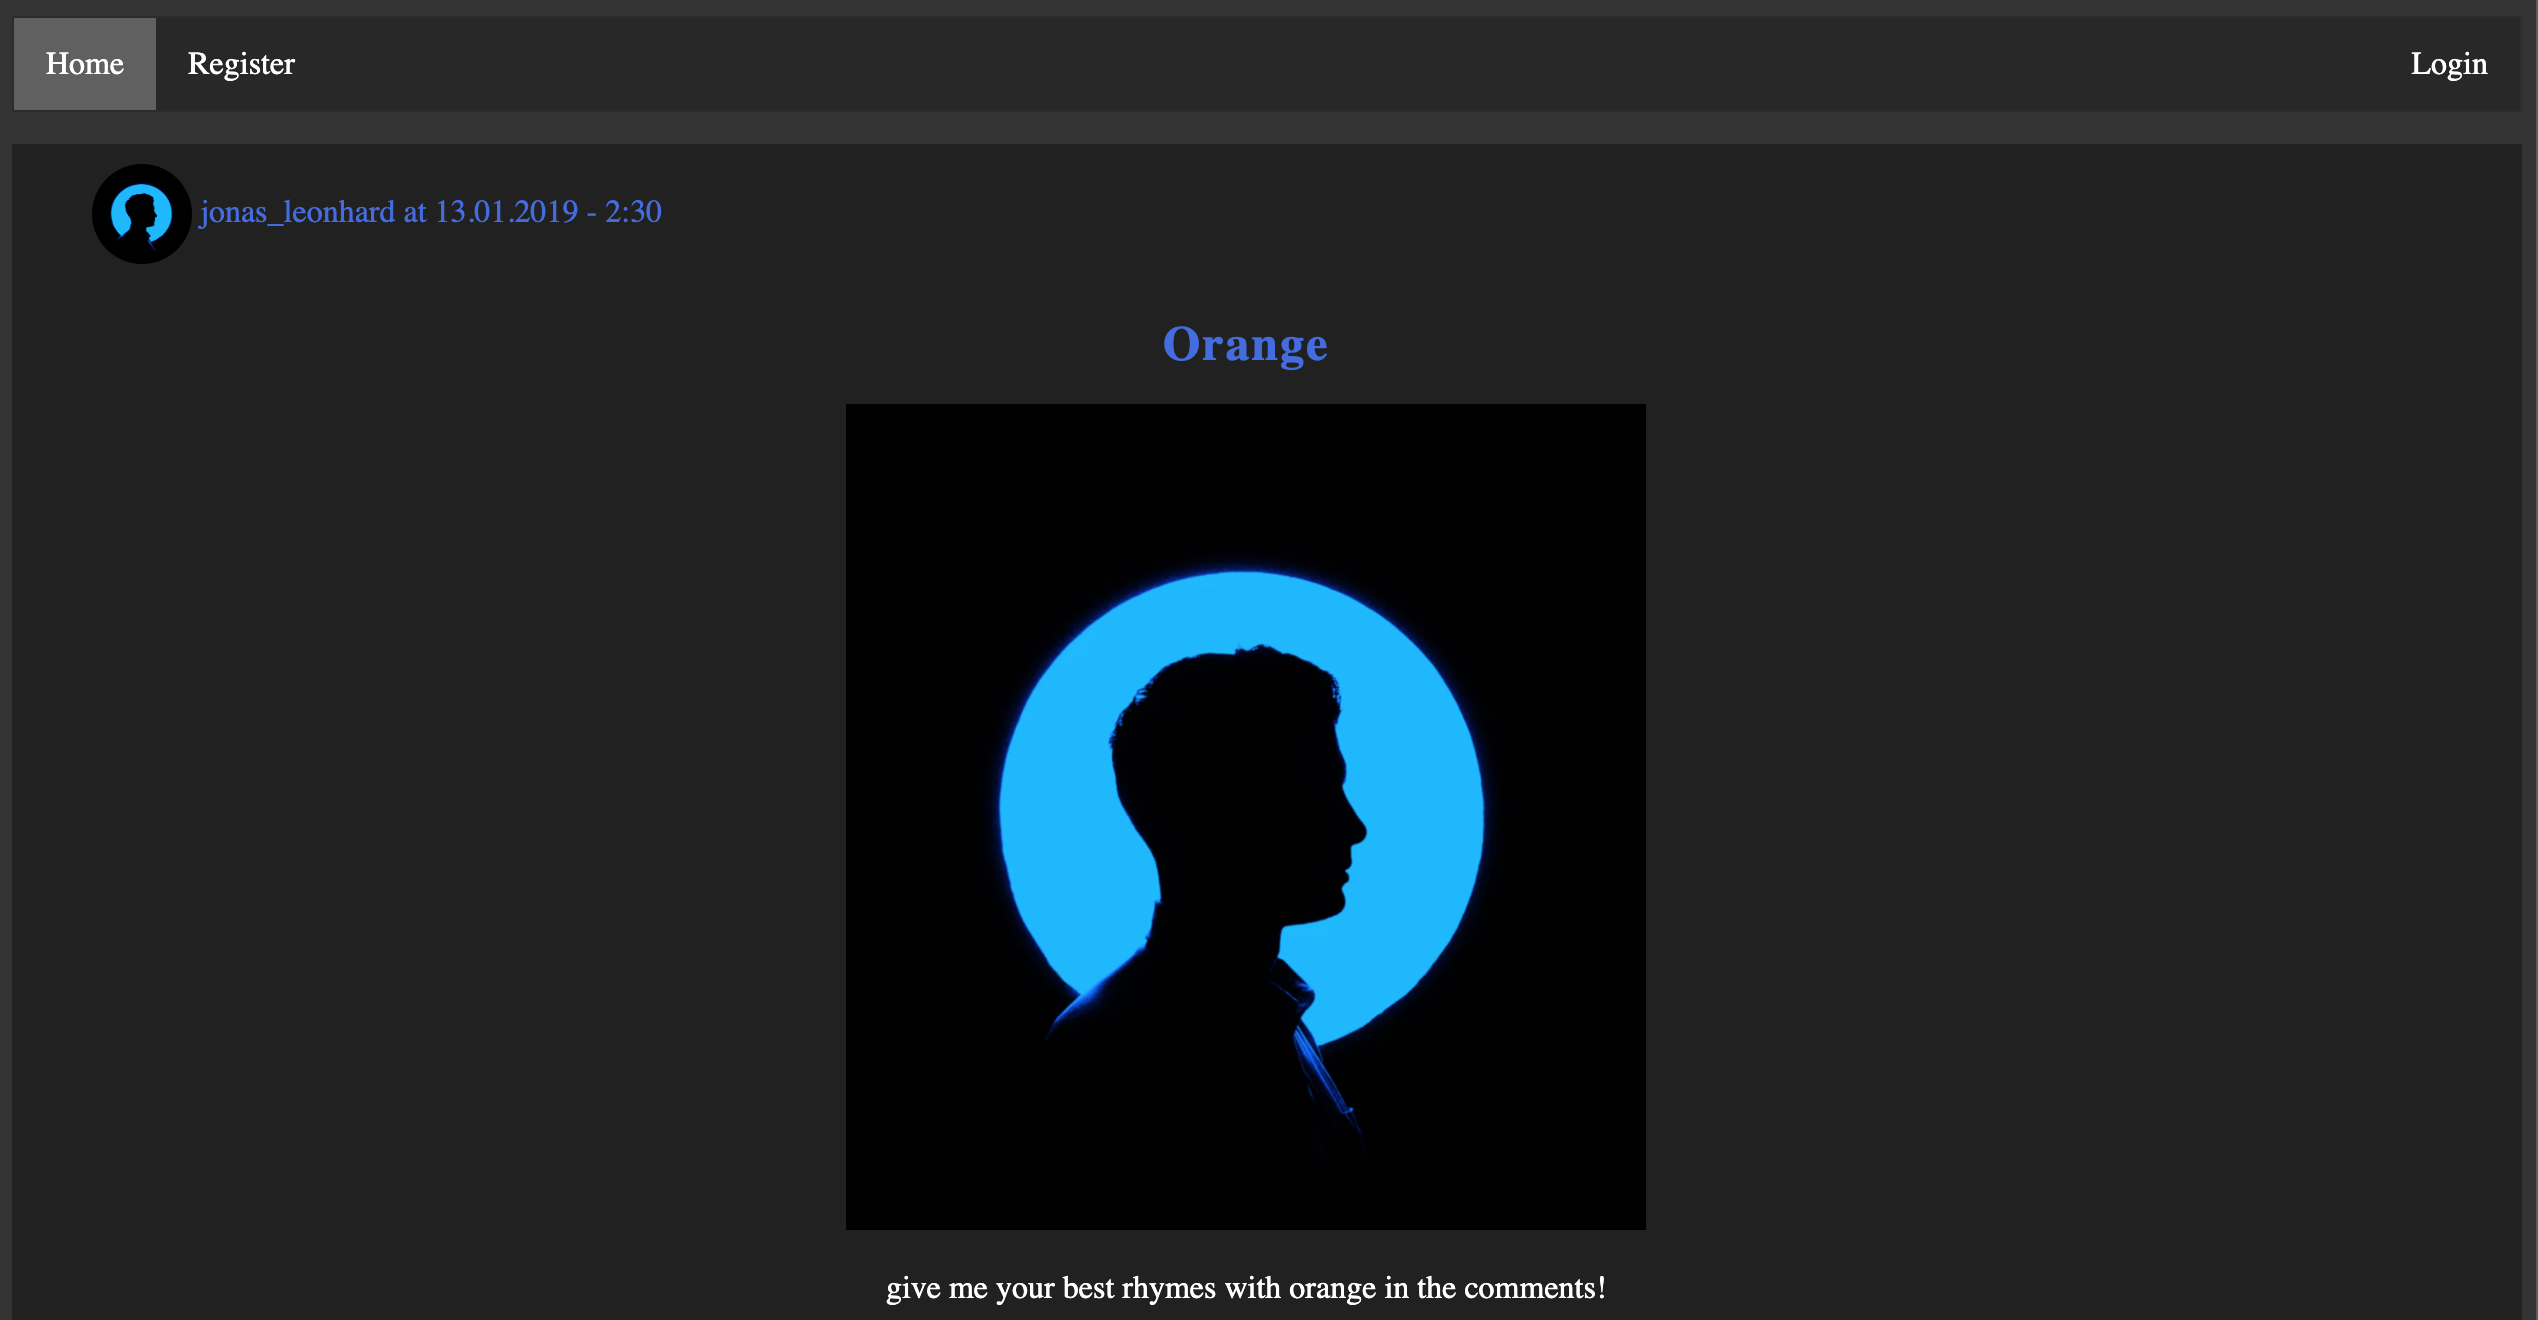 Home Register Login
jonas_leonhard at 13.01.2019 - 2:30
Orange
give me your best rhymes with orange in the comments!